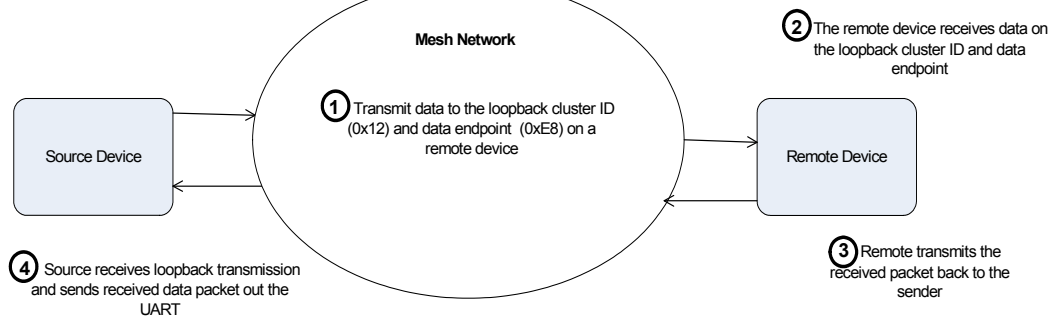 Mesh Network
2 The remote device receives data on
the loopback cluster ID and data
endpoint
1 Transmit data to the loopback cluster ID
(0x12) and data endpoint (0xE8) on a
remote device
Source Device
Remote Device
4 Source receives loopback transmission
and sends received data packet out the
UART
3 Remote transmits the
received packet back to the
sender